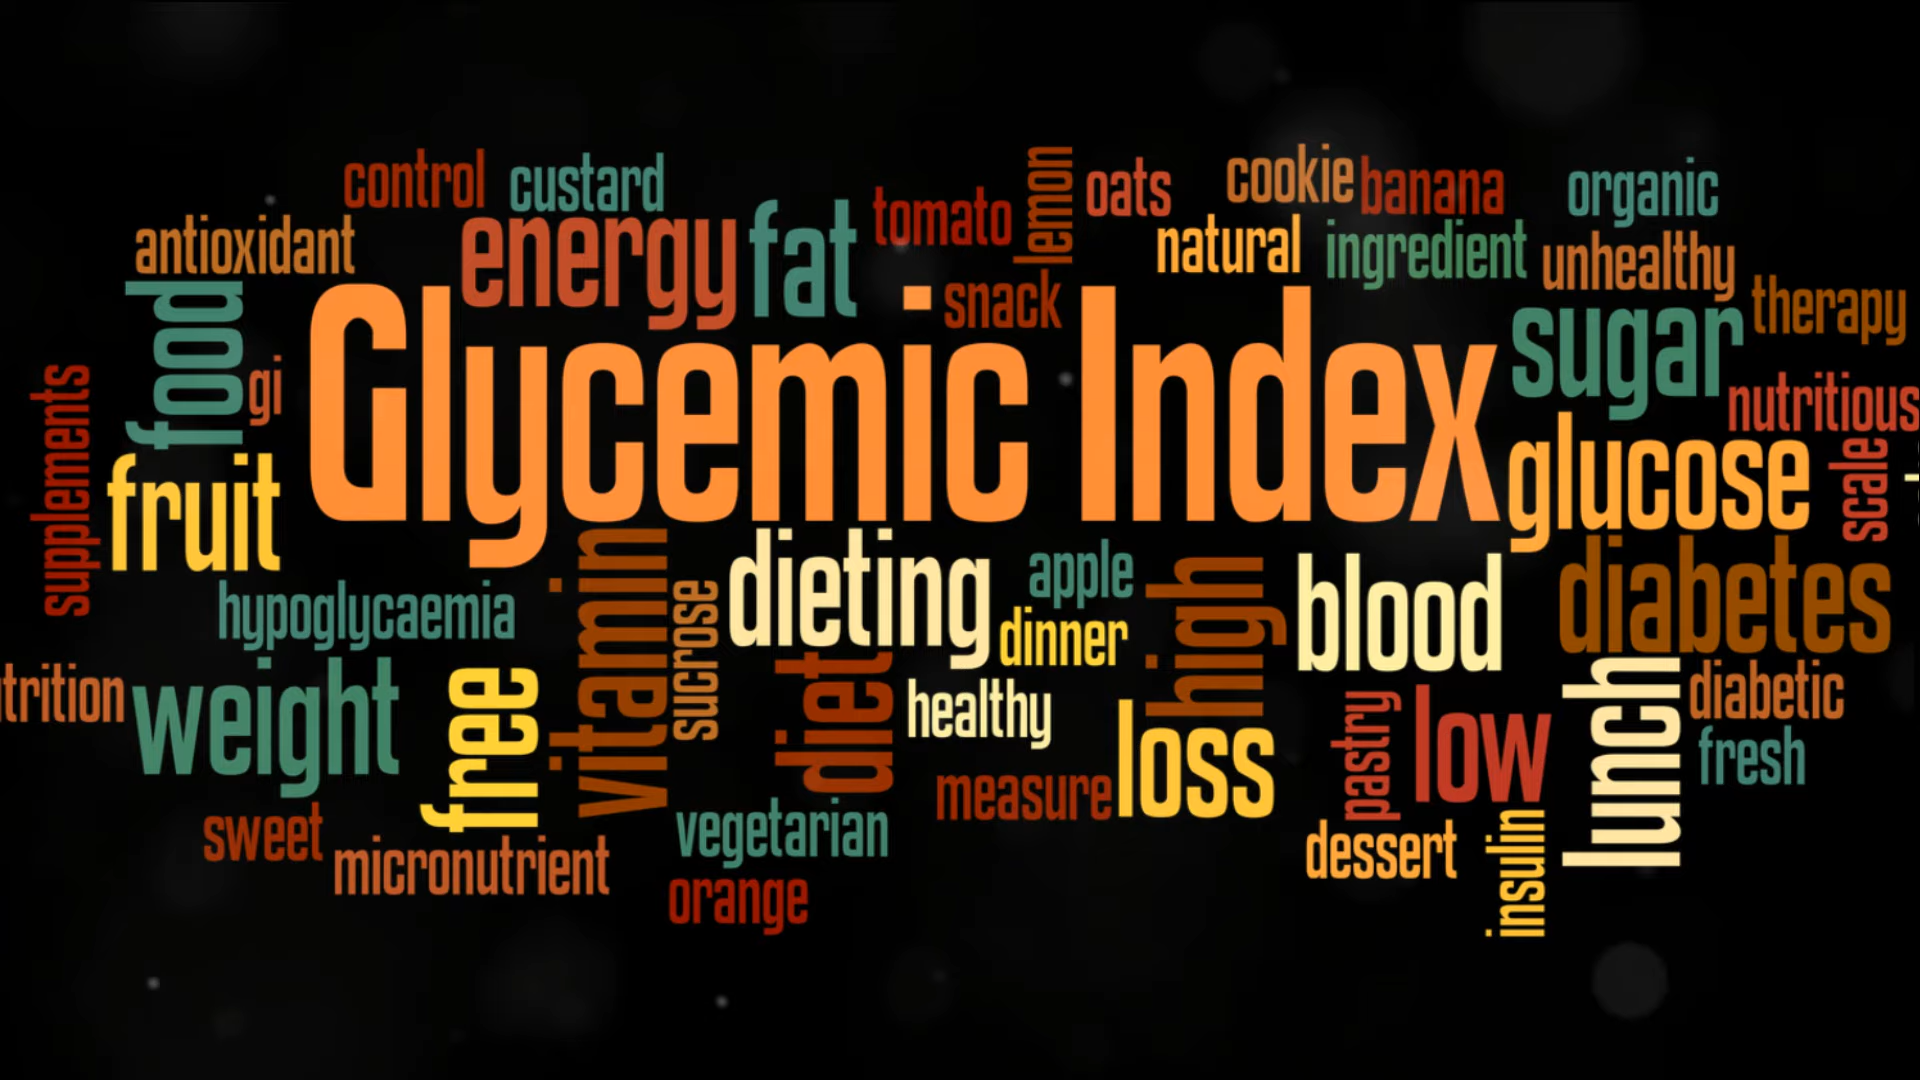 control
custard
lemon
oats
cookie
banana
organic
antioxidant
energy
fat
tomato
natural
ingredient
unhealthy
food
gi
snack
sugar
therapy
supplements
Glycemic Index
nutritious
fruit
glucose
scale
hypoglycaemia
vitamin
sucrose
dieting
apple
dinner
high
blood
diabetes
trition
weight
free
diet
healthy
loss
pastry
low
lunch
diabetic
fresh
measure
sweet
micronutrient
vegetarian
orange
dessert
insulin